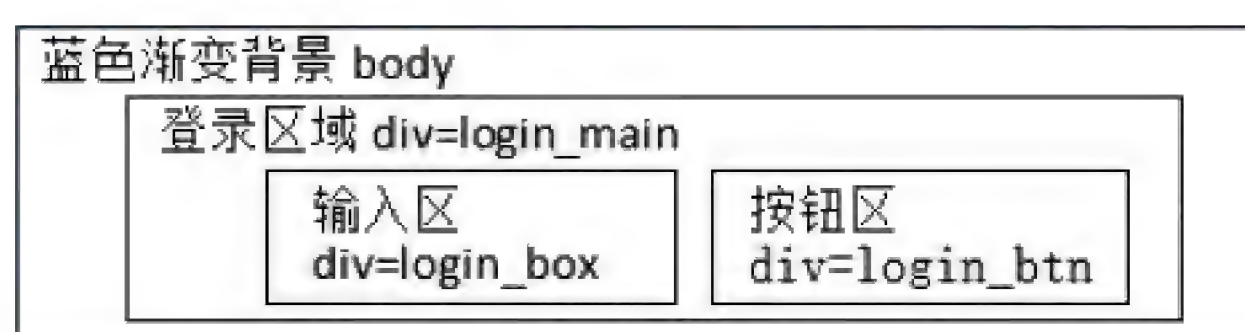 蓝色渐变背景 body
登录区域 div=login_main
输入区
div=login_box
按钮区
div=login_btn